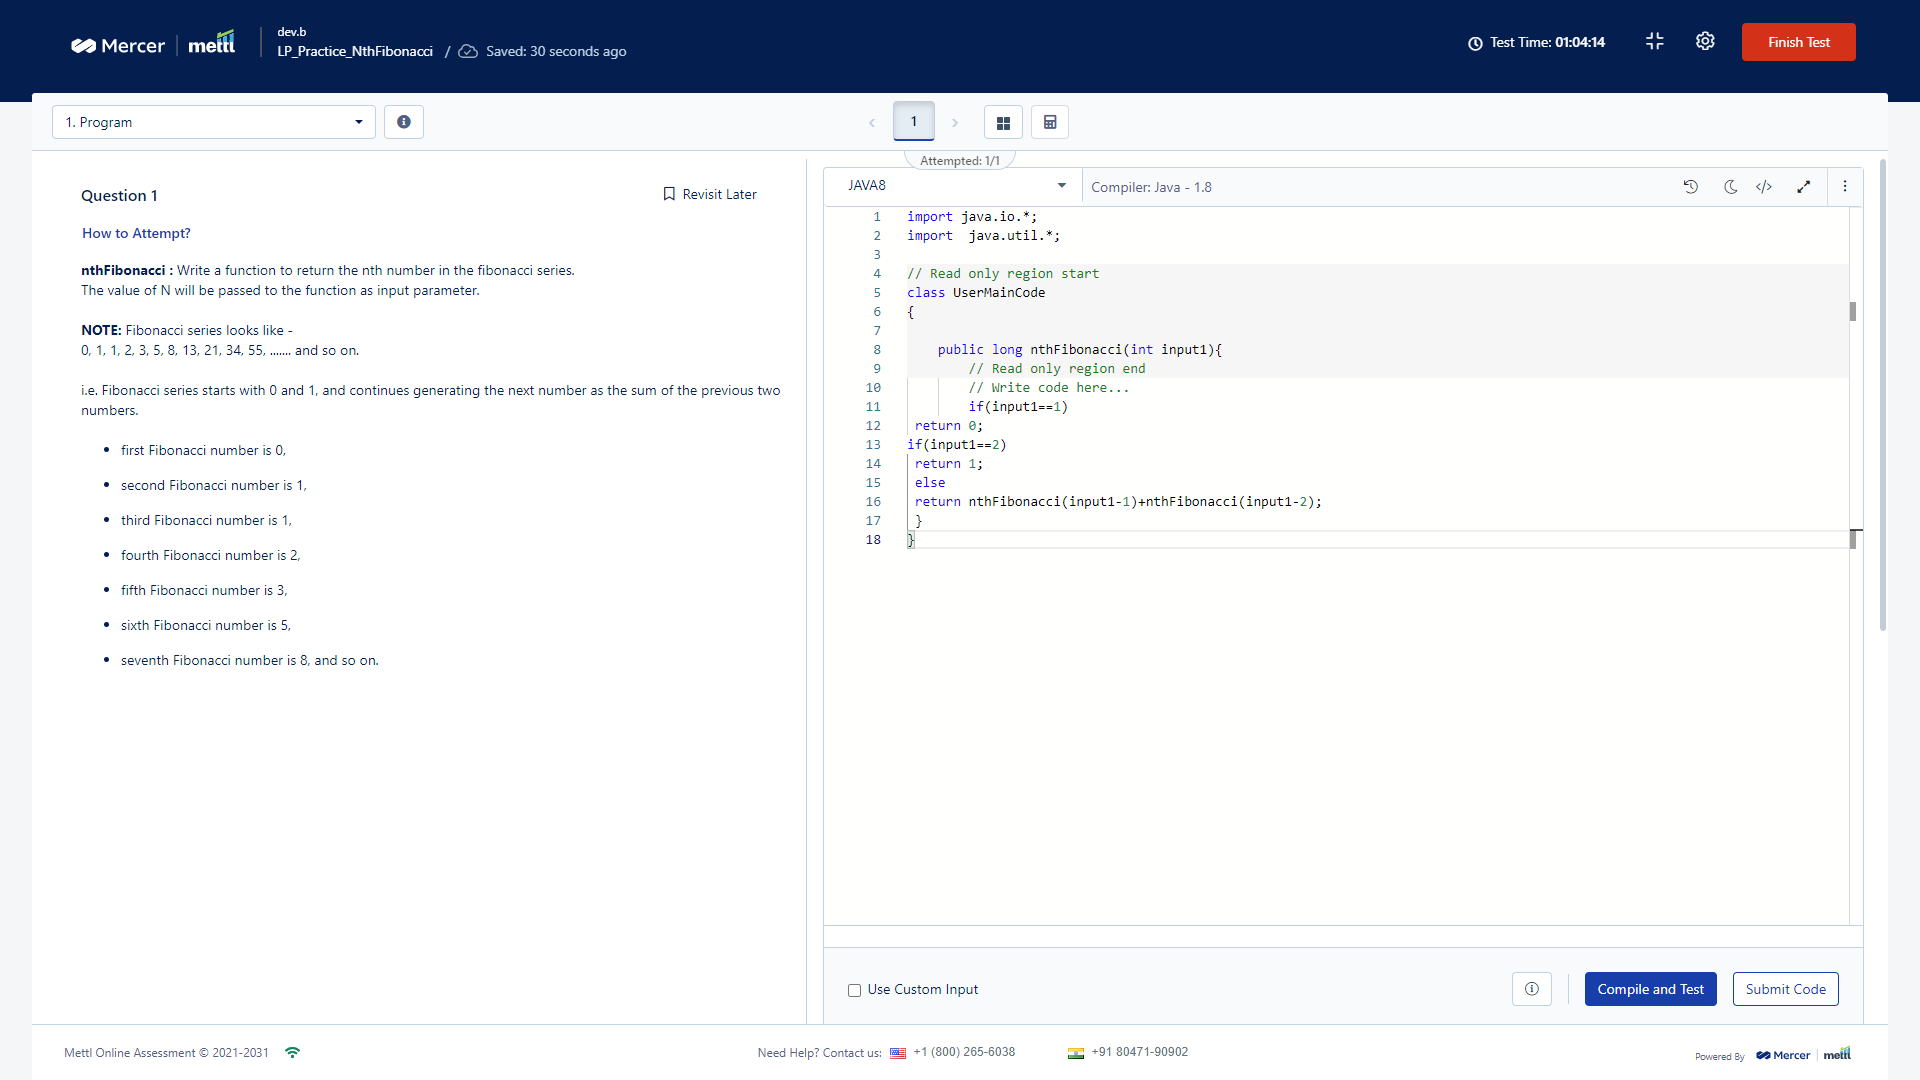 Mercer | mettl
dev.b
LP_Practice_NthFibonacci / Saved: 30 seconds ago
Test Time: 01:04:14
Finish Test
1. Program
1
Attempted: 1/1
Question 1
Revisit Later
How to Attempt?
nthFibonacci : Write a function to return the nth number in the fibonacci series.
The value of N will be passed to the function as input parameter.
NOTE: Fibonacci series looks like -
0, 1, 1, 2, 3, 5, 8, 13, 21, 34, 55, ....... and so on.
i.e. Fibonacci series starts with 0 and 1, and continues generating the next number as the sum of the previous two
numbers.
• first Fibonacci number is 0,
• second Fibonacci number is 1,
• third Fibonacci number is 1,
• fourth Fibonacci number is 2,
• fifth Fibonacci number is 3,
• sixth Fibonacci number is 5,
• seventh Fibonacci number is 8, and so on.
JAVA8
Compiler: Java - 1.8
1 import java.io.*;
2 import  java.util.*;
3
4 // Read only region start
5 class UserMainCode
6 {
7
8     public long nthFibonacci(int input1){
9         // Read only region end
10         // Write code here...
11         if(input1==1)
12  return 0;
13 if(input1==2)
14  return 1;
15  else
16  return nthFibonacci(input1-1)+nthFibonacci(input1-2);
17  }
18 }
Use Custom Input
Compile and Test
Submit Code
Mettl Online Assessment © 2021-2031
Need Help? Contact us: +1 (800) 265-6038
+91 80471-90902
Powered By Mercer | mettl